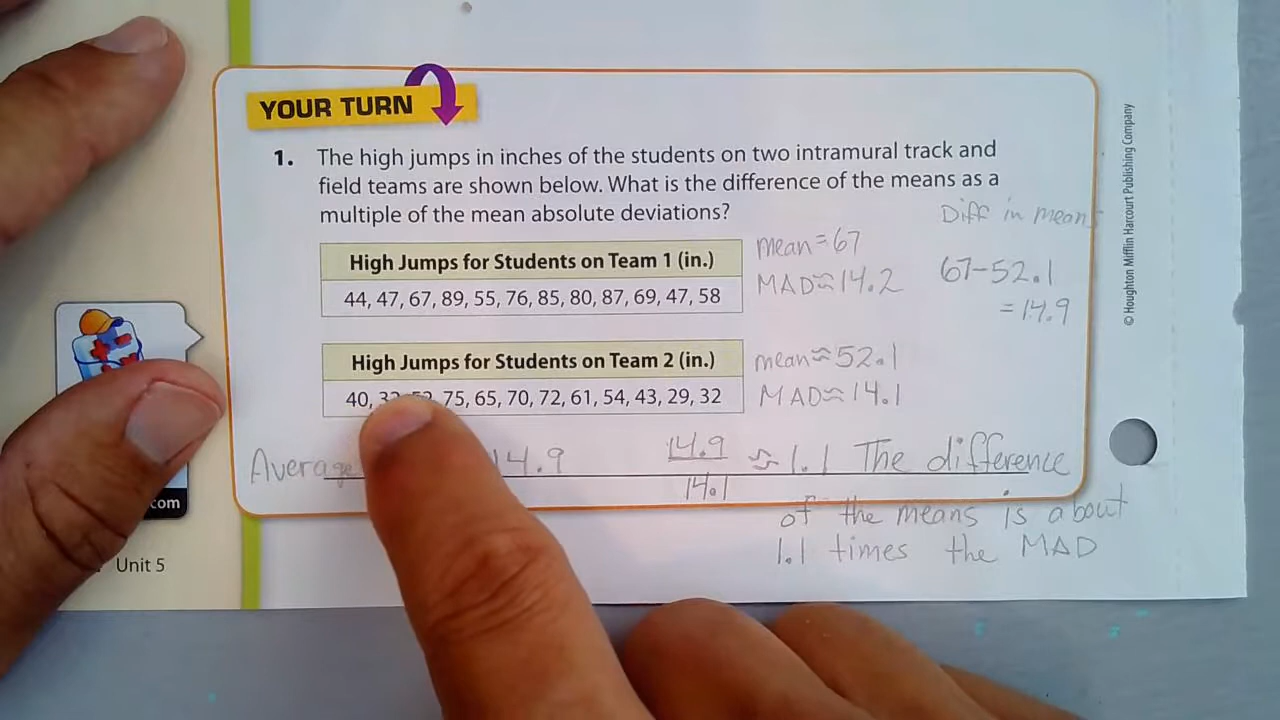 YOUR TURN
1. The high jumps in inches of the students on two intramural track and
field teams are shown below. What is the difference of the means as a
multiple of the mean absolute deviations?
Diff in means
High Jumps for Students on Team 1 (in.)
44, 47, 67, 89, 55, 76, 85, 80, 87, 69, 47, 58
mean=67
MAD≈14.2
67-52.1
=14.9
High Jumps for Students on Team 2 (in.)
40, 75, 65, 70, 72, 61, 54, 43, 29, 32
mean≈52.1
MAD≈14.1
Average 14.9
14.9
14.1
≈1.1 The difference
of the means is about
1.1 times the MAD
com
Unit 5
© Houghton Mifflin Harcourt Publishing Company